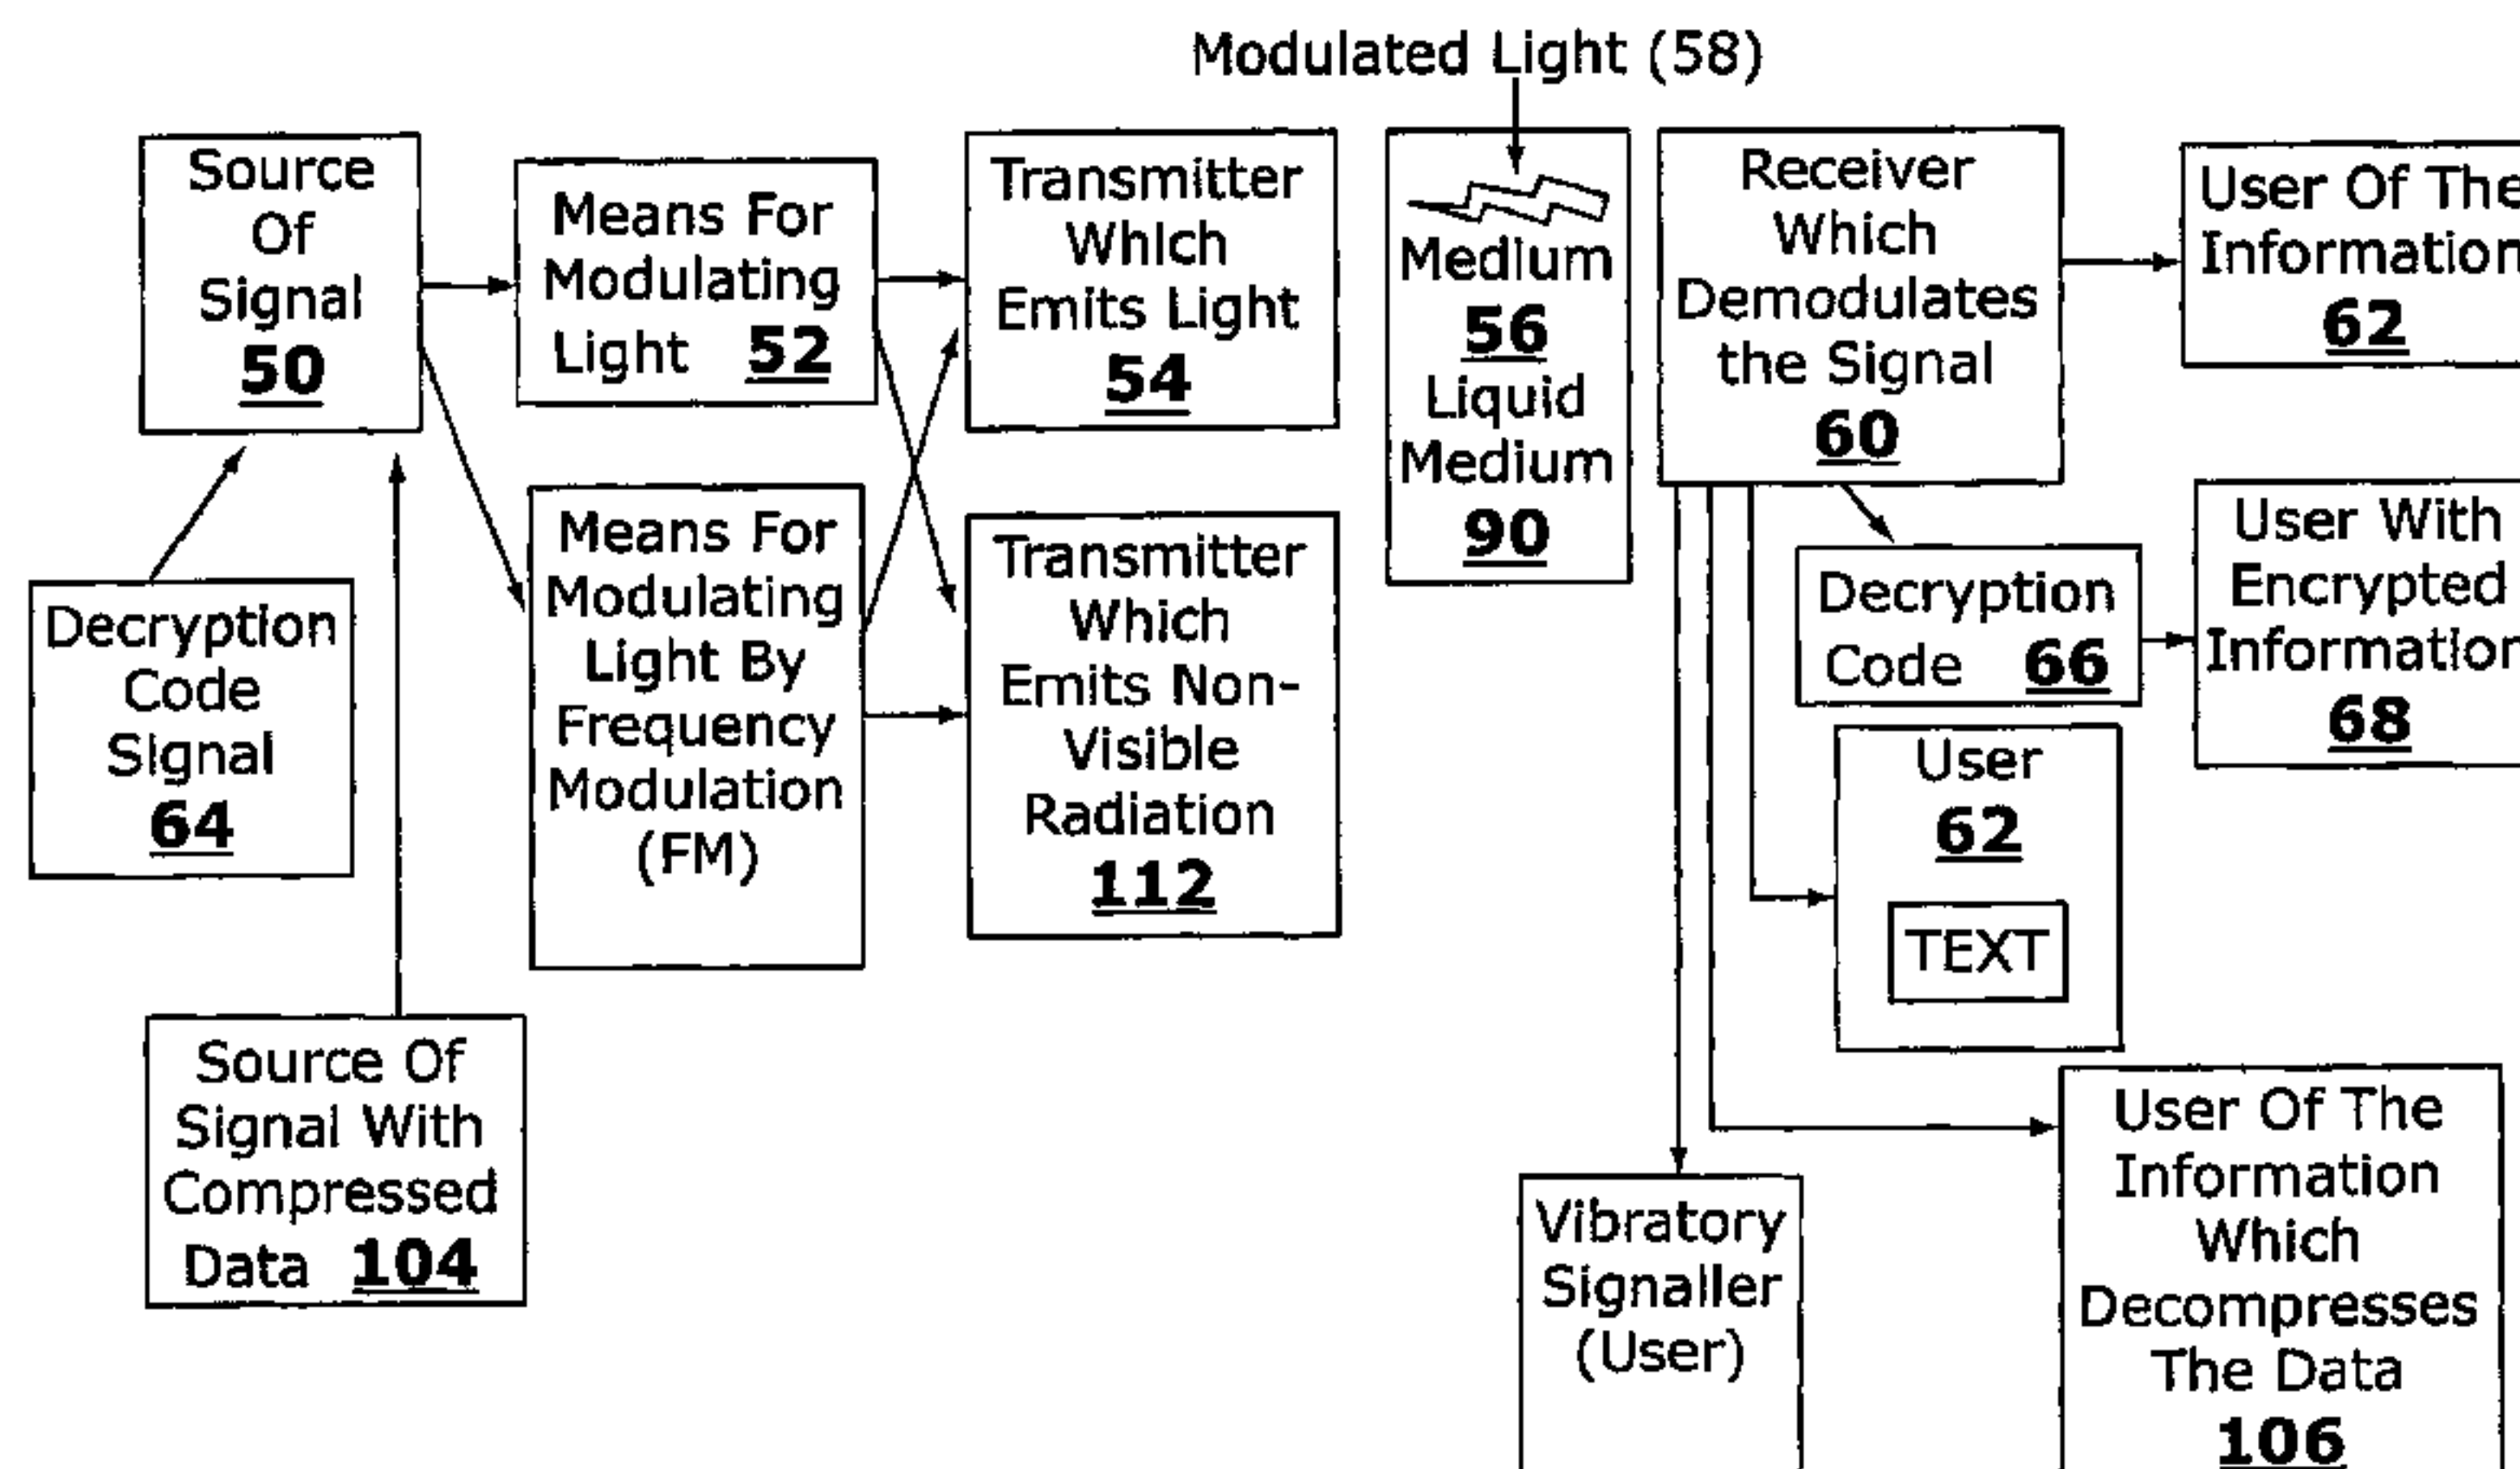 Modulated Light (58)
Source
Of
Signal
50
Means For
Modulating
Light 52
Transmitter
Which
Emits Light
54
Medium
56
Liquid
Medium
90
Receiver
Which
Demodulates
the Signal
60
User Of The
Information
62
Decryption
Code
Signal
64
Means For
Modulating
Light By
Frequency
Modulation
(FM)
Transmitter
Which
Emits Non-
Visible
Radiation
112
Decryption
Code 66
User With
Encrypted
Information
68
User
62
TEXT
Source Of
Signal With
Compressed
Data 104
Vibratory
Signaller
(User)
User Of The
Information
Which
Decompresses
The Data
106